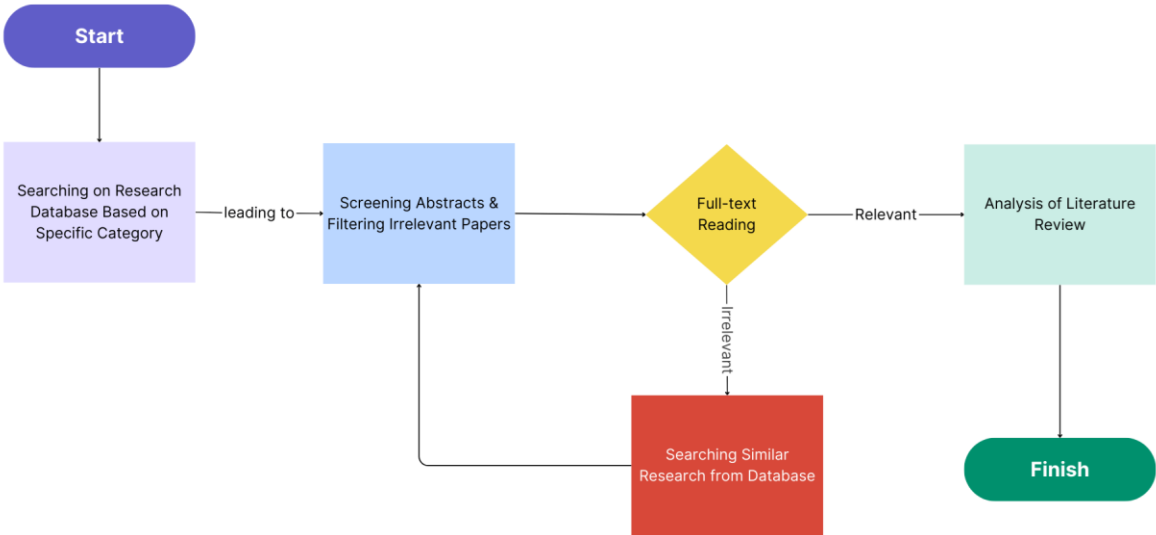 Start
Searching on Research
Database Based on
Specific Category
leading to
Screening Abstracts &
Filtering Irrelevant Papers
Full-text
Reading
Relevant
Analysis of Literature
Review
Irrelevant
Searching Similar
Research from Database
Finish